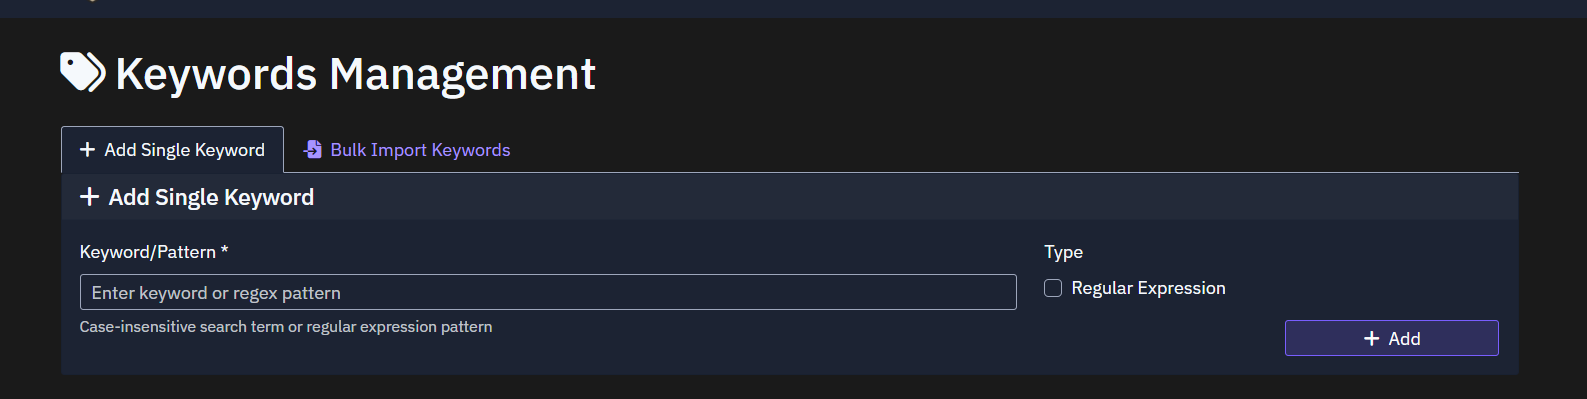 Keywords Management
Add Single Keyword
Bulk Import Keywords
Add Single Keyword
Keyword/Pattern *
Type
Enter keyword or regex pattern
Regular Expression
Case-insensitive search term or regular expression pattern
Add